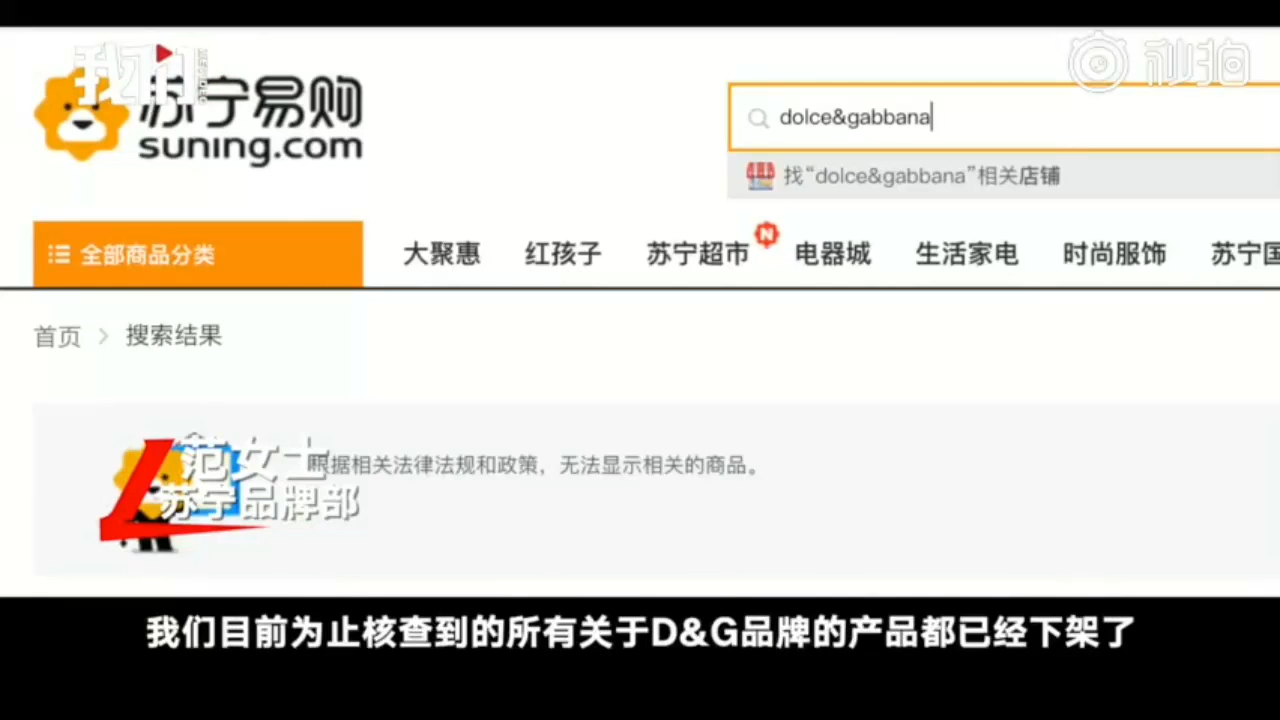 我们
秒拍
苏宁易购
suning.com
dolce&gabbana
找“dolce&gabbana”相关店铺
全部商品分类
大聚惠
红孩子
苏宁超市
N
电器城
生活家电
时尚服饰
苏宁国
首页 > 搜索结果
根据相关法律法规和政策，无法显示相关的商品。
范女士
苏宁品牌部
我们目前为止核查到的所有关于D&G品牌的产品都已经下架了